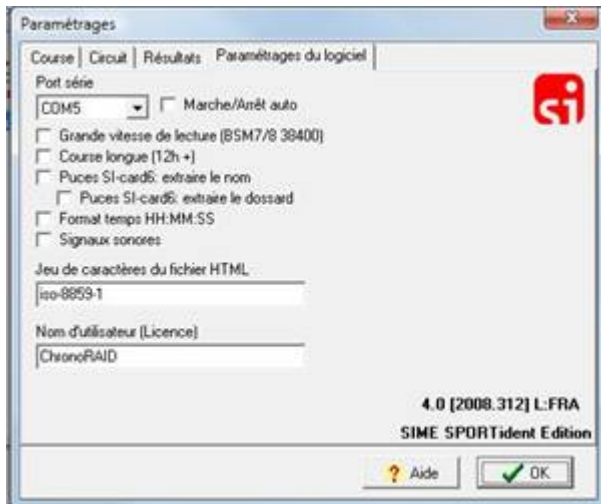 Paramétrages
Course Circuit Résultats Paramétrages du logiciel
Port série
COM5 Marche/Arrêt auto
si
Grande vitesse de lecture (BSM7/8 38400)
Course longue (12h +)
Puces SI-card6: extraire le nom
Puces SI-card6: extraire le dossard
Format temps HH:MM:SS
Signaux sonores
Jeu de caractères du fichier HTML
iso-8859-1
Nom d'utilisateur (Licence)
ChronoRAID
4.0 [2008.312] L:FRA
SIME SPORTident Edition
? Aide OK